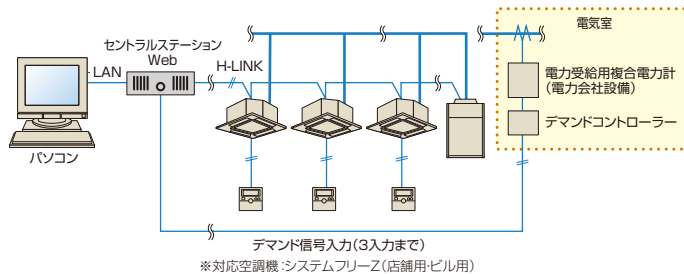 電気室
セントラルステーション
Web
LAN
H-LINK
電力受給用複合電力計
(電力会社設備)
デマンドコントローラー
パソコン
デマンド信号入力(3入力まで)
※対応空調機:システムフリーZ(店舗用・ビル用)